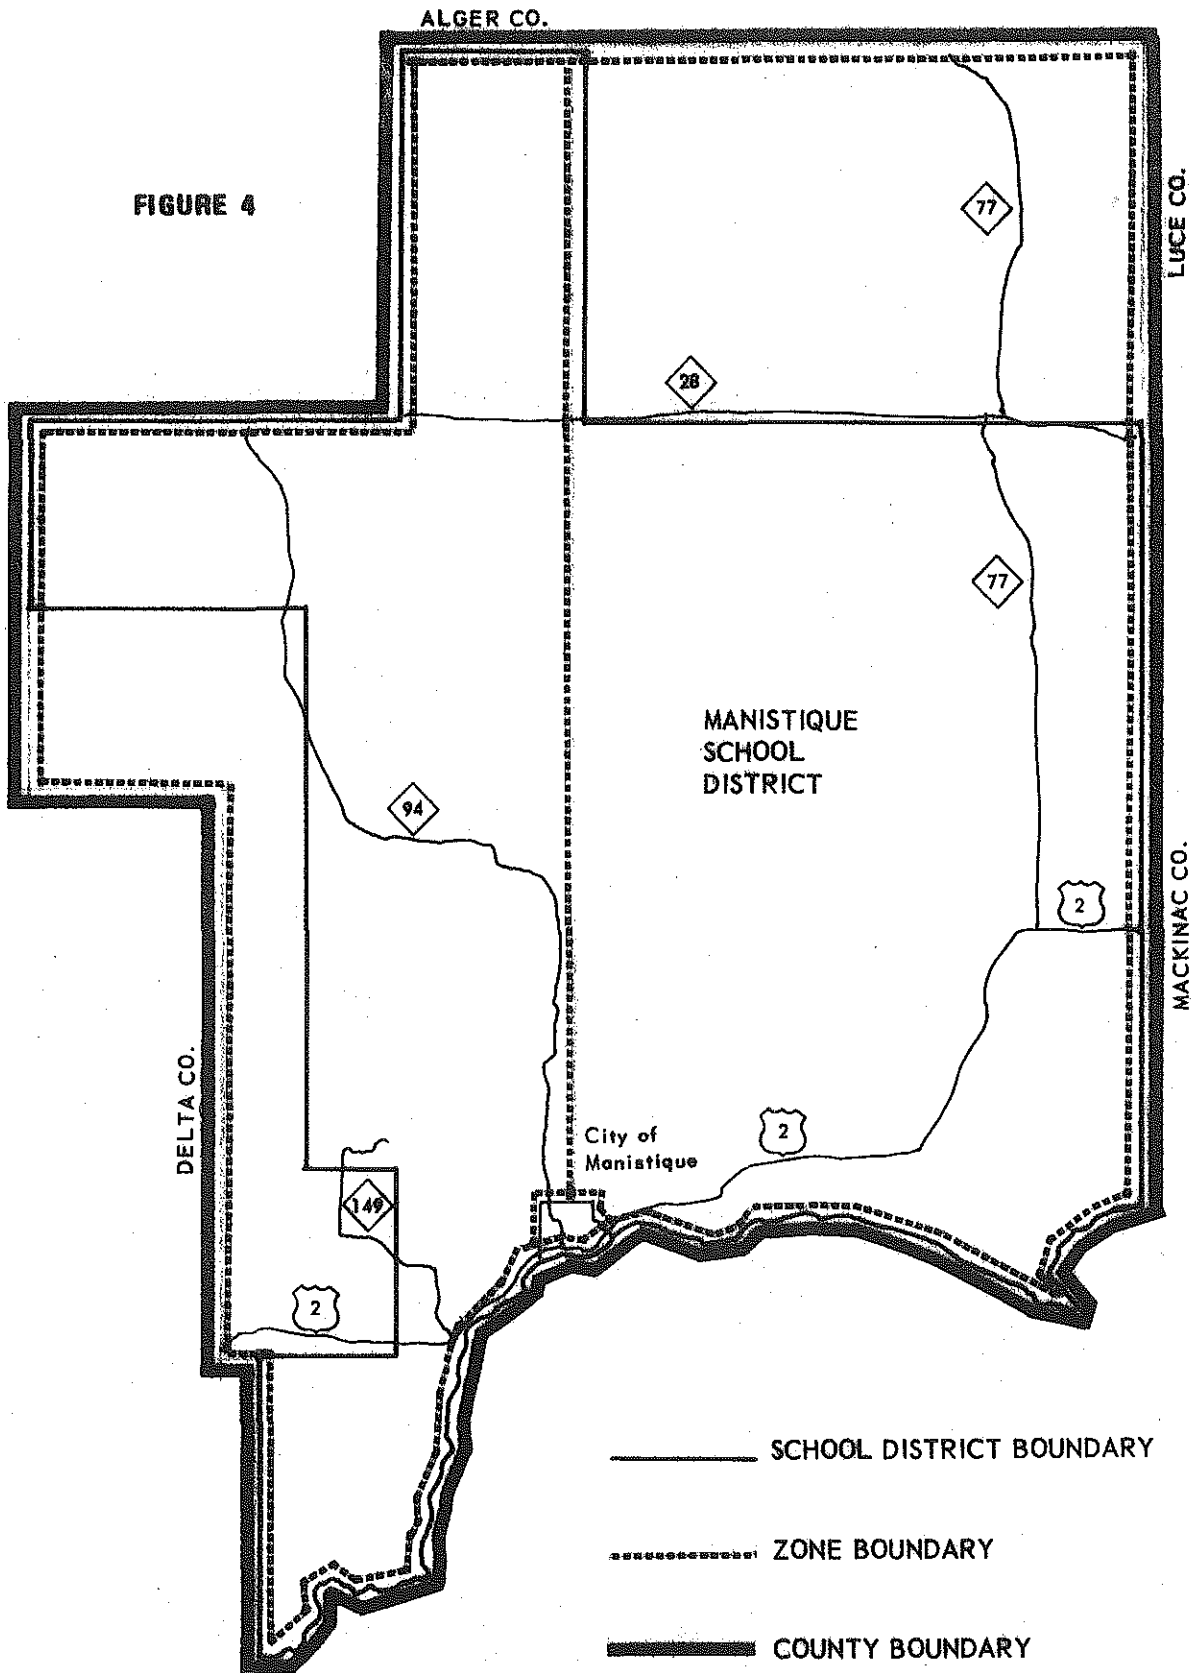 ALGER CO.
FIGURE 4
77
LUCE CO.
28
77
MANISTIQUE
SCHOOL
DISTRICT
94
2
MACKINAC CO.
DELTA CO.
City of
Manistique
2
149
2
SCHOOL DISTRICT BOUNDARY
ZONE BOUNDARY
COUNTY BOUNDARY